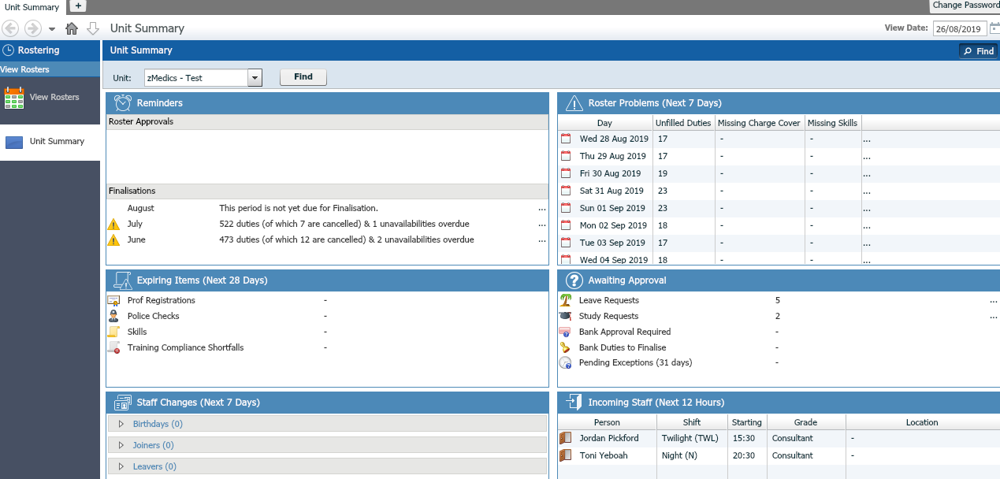 Unit Summary +
Change Password
Unit Summary
View Date: 26/08/2019
Rostering
Unit Summary
Find
View Rosters
Unit: zMedics - Test Find
View Rosters
Unit Summary
Reminders
Roster Approvals
Finalisations
August This period is not yet due for Finalisation. ...
July 522 duties (of which 7 are cancelled) & 1 unavailabilities overdue ...
June 473 duties (of which 12 are cancelled) & 2 unavailabilities overdue ...
Roster Problems (Next 7 Days)
Day Unfilled Duties Missing Charge Cover Missing Skills
Wed 28 Aug 2019 17 - - ...
Thu 29 Aug 2019 17 - - ...
Fri 30 Aug 2019 19 - - ...
Sat 31 Aug 2019 23 - - ...
Sun 01 Sep 2019 23 - - ...
Mon 02 Sep 2019 18 - - ...
Tue 03 Sep 2019 17 - - ...
Wed 04 Sep 2019 18 - - ...
Expiring Items (Next 28 Days)
Prof Registrations -
Police Checks -
Skills -
Training Compliance Shortfalls -
Awaiting Approval
Leave Requests 5 ...
Study Requests 2 ...
Bank Approval Required -
Bank Duties to Finalise -
Pending Exceptions (31 days) -
Staff Changes (Next 7 Days)
Birthdays (0)
Joiners (0)
Leavers (0)
Incoming Staff (Next 12 Hours)
Person Shift Starting Grade Location
Jordan Pickford Twilight (TWL) 15:30 Consultant -
Toni Yeboah Night (N) 20:30 Consultant -